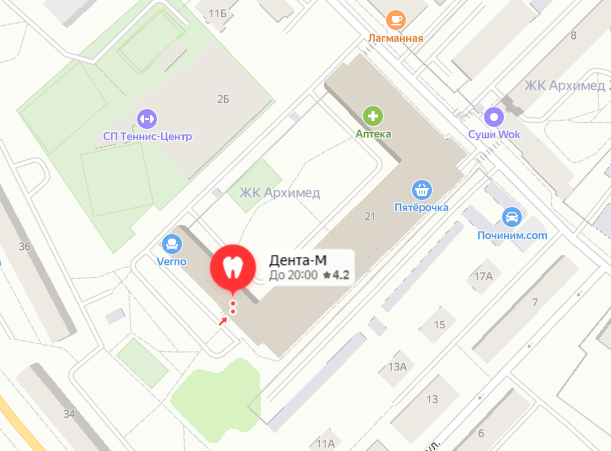 11Б
Лагманная
8
ЖК Архимед 2
2Б
СП Теннис-Центр
Аптека
Суши Wok
ЖК Архимед
Пятёрочка
21
Починим.com
36
Verno
Дента-М
До 20:00 ★4.2
17А
7
15
13А
13
34
11А
6
ул.